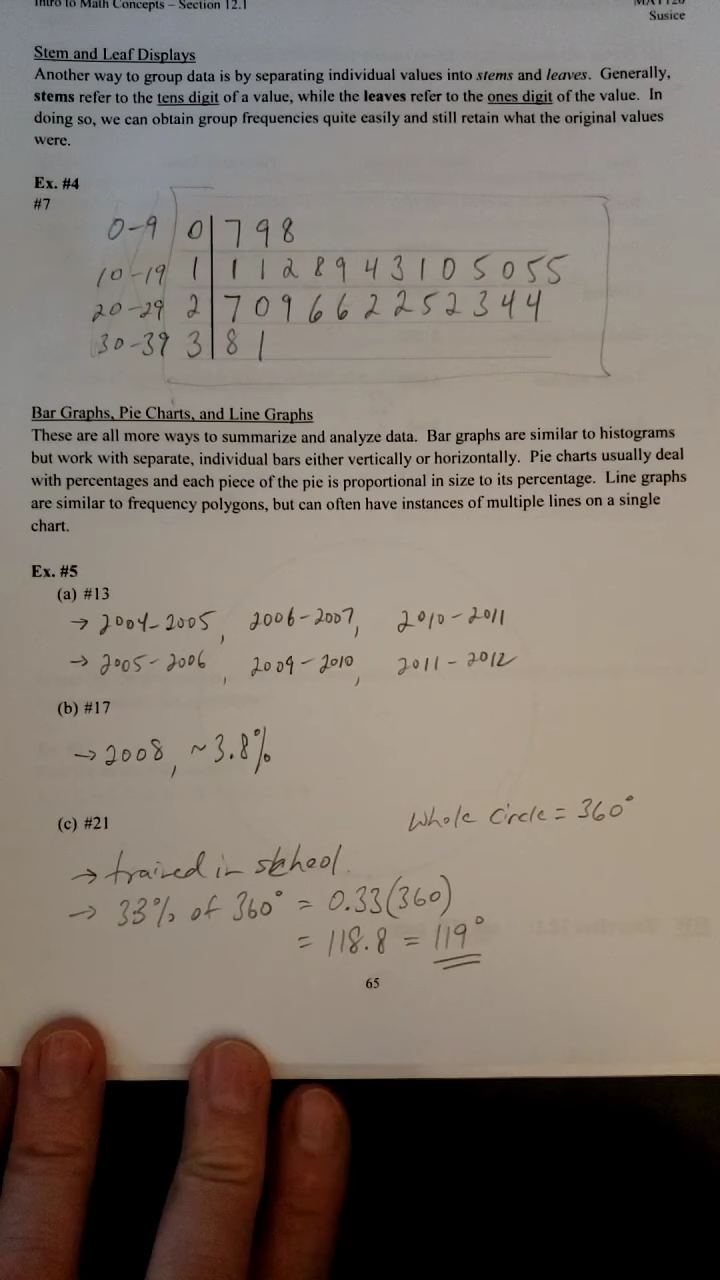 Intro to Math Concepts – Section 12.1
MAT120
Susice
Stem and Leaf Displays
Another way to group data is by separating individual values into stems and leaves. Generally,
stems refer to the tens digit of a value, while the leaves refer to the ones digit of the value. In
doing so, we can obtain group frequencies quite easily and still retain what the original values
were.
Ex. #4
#7
0-9 0 7 9 8
10-19 1 1 1 2 8 9 4 3 1 0 5 0 5 5
20-29 2 7 0 9 6 6 2 2 5 2 3 4 4
30-39 3 8 1
Bar Graphs, Pie Charts, and Line Graphs
These are all more ways to summarize and analyze data. Bar graphs are similar to histograms
but work with separate, individual bars either vertically or horizontally. Pie charts usually deal
with percentages and each piece of the pie is proportional in size to its percentage. Line graphs
are similar to frequency polygons, but can often have instances of multiple lines on a single
chart.
Ex. #5
(a) #13
→ 2004-2005, 2006-2007, 2010-2011
→ 2005-2006, 2009-2010, 2011-2012
(b) #17
→ 2008, ~3.8%
(c) #21
Whole Circle = 360°
→ trained in school.
→ 33% of 360° = 0.33(360)
= 118.8 = 119°
65